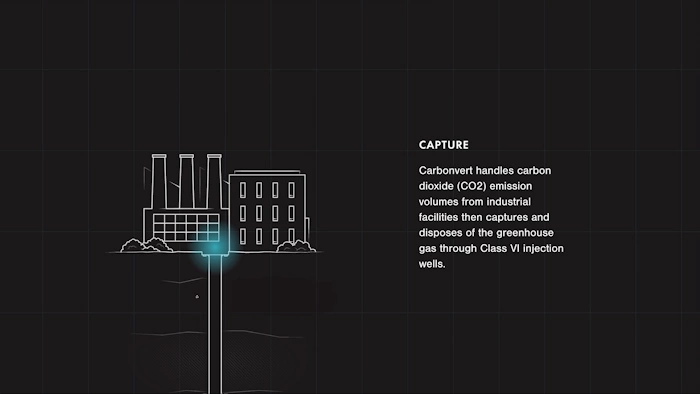 CAPTURE
Carbonvert handles carbon
dioxide (CO2) emission
volumes from industrial
facilities then captures and
disposes of the greenhouse
gas through Class VI injection
wells.